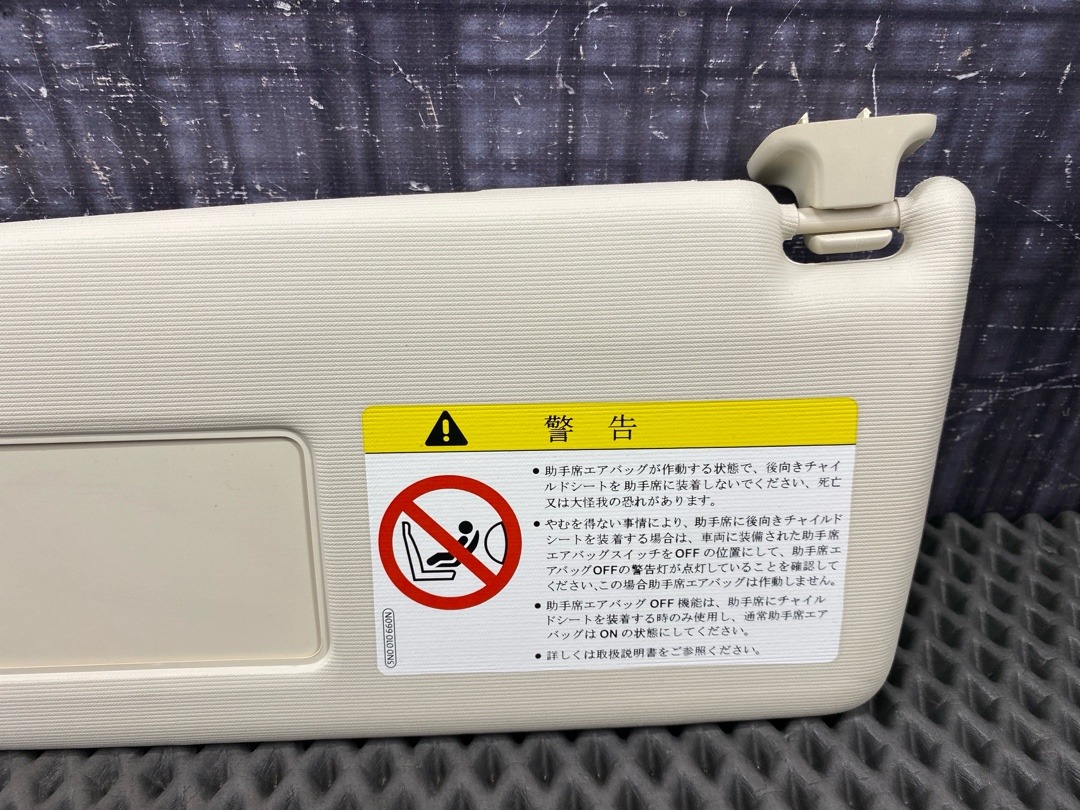 警告
● 助手席エアバッグが作動する状態で、後向きチャイ
ルドシートを助手席に装着しないでください、死亡
又は大怪我の恐れがあります。
● やむを得ない事情により、助手席に後向きチャイルド
シートを装着する場合は、車両に装備された助手席
エアバッグスイッチをOFF の位置にして、助手席エ
アバッグOFFの警告灯が点灯していることを確認して
ください、この場合助手席エアバッグは作動しません。
● 助手席エアバッグ OFF 機能は、助手席にチャイル
ドシートを装着する時のみ使用し、通常助手席エア
バッグは ON の状態にしてください。
● 詳しくは取扱説明書をご参照ください。
5N0 010 660N